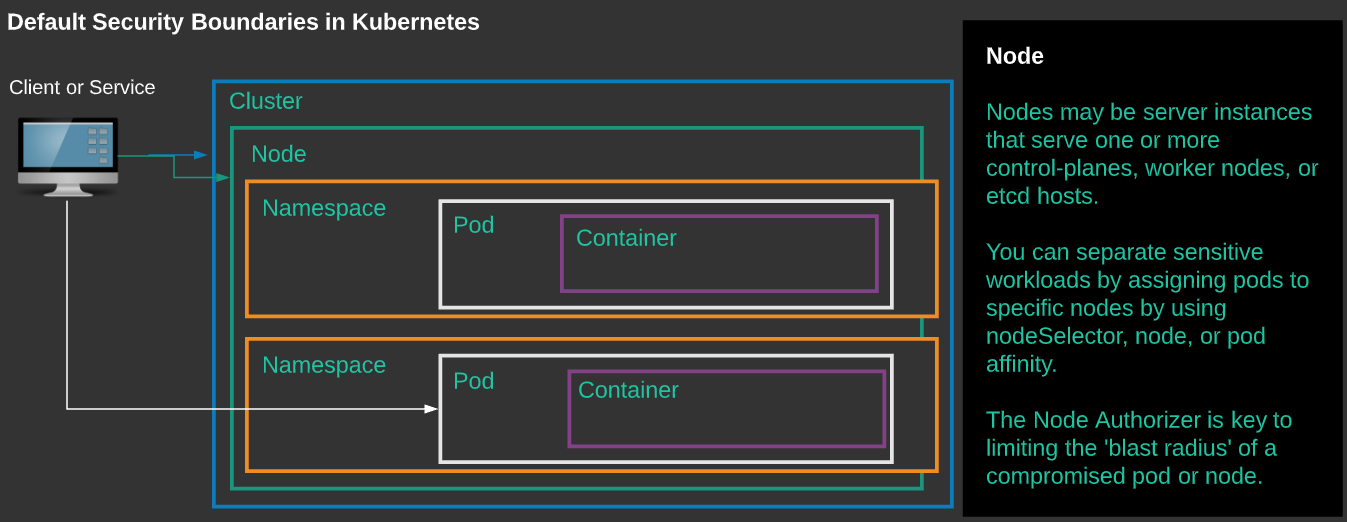 Default Security Boundaries in Kubernetes
Client or Service
Cluster
Node
Namespace
Pod
Container
Namespace
Pod
Container
Node
Nodes may be server instances
that serve one or more
control-planes, worker nodes, or
etcd hosts.
You can separate sensitive
workloads by assigning pods to
specific nodes by using
nodeSelector, node, or pod
affinity.
The Node Authorizer is key to
limiting the 'blast radius' of a
compromised pod or node.